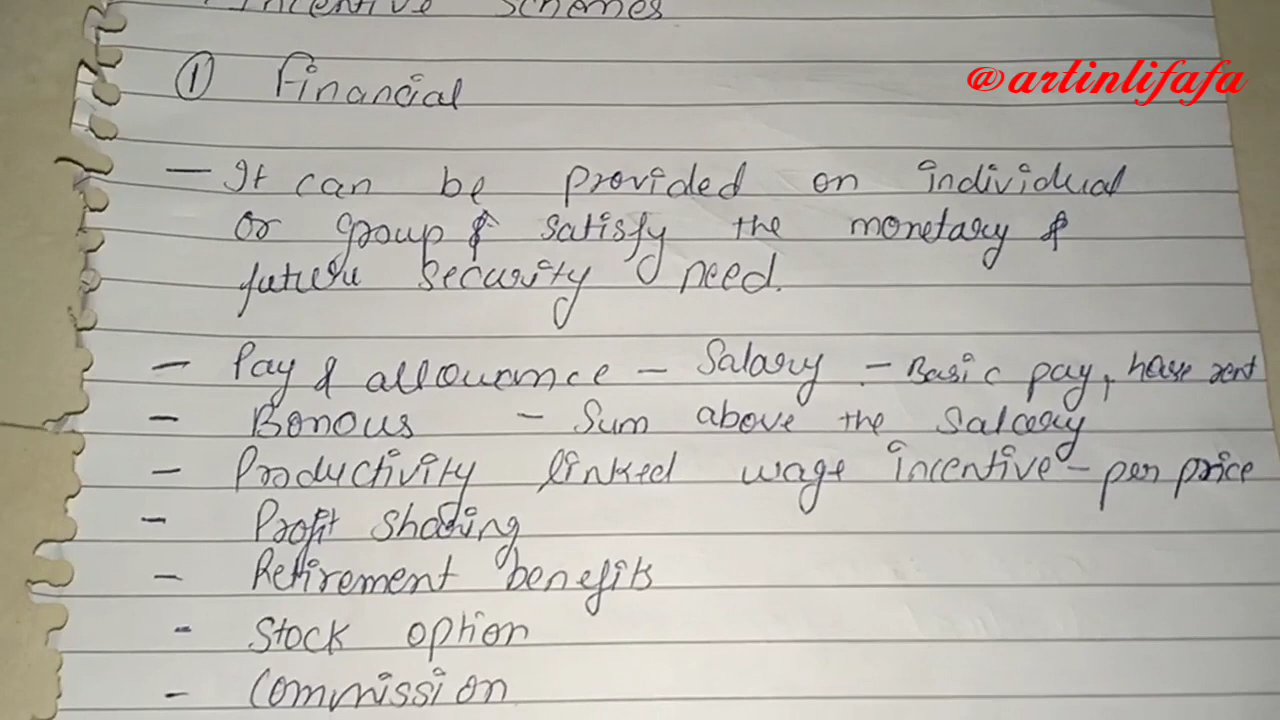 Incentive Schemes
① Financial
@artinlifafa
— It can be provided on individual
or group & satisfy the monetary &
future security need.
– Pay & allowance – Salary – Basic pay, house rent
– Bonous – Sum above the Salary
– Productivity linked wage incentive – per price
– Profit Sharing
– Retirement benefits
– Stock option
– Commission